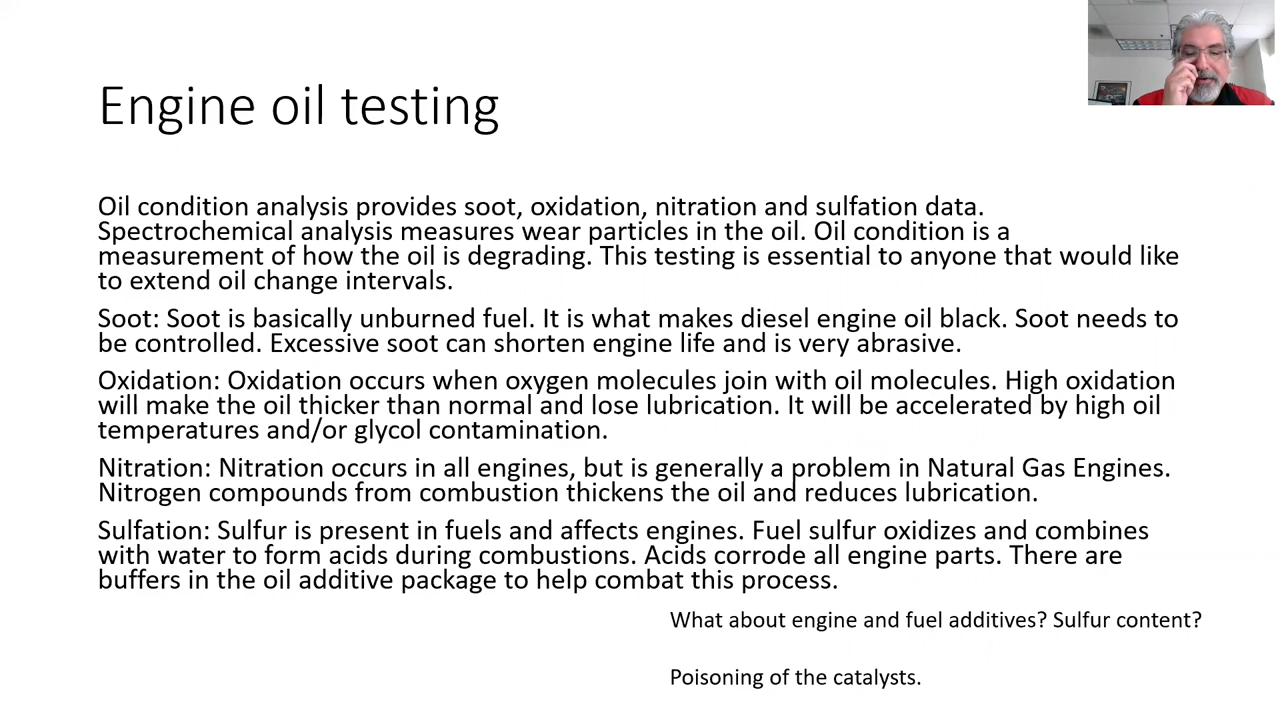 Engine oil testing
Oil condition analysis provides soot, oxidation, nitration and sulfation data.
Spectrochemical analysis measures wear particles in the oil. Oil condition is a
measurement of how the oil is degrading. This testing is essential to anyone that would like
to extend oil change intervals.
Soot: Soot is basically unburned fuel. It is what makes diesel engine oil black. Soot needs to
be controlled. Excessive soot can shorten engine life and is very abrasive.
Oxidation: Oxidation occurs when oxygen molecules join with oil molecules. High oxidation
will make the oil thicker than normal and lose lubrication. It will be accelerated by high oil
temperatures and/or glycol contamination.
Nitration: Nitration occurs in all engines, but is generally a problem in Natural Gas Engines.
Nitrogen compounds from combustion thickens the oil and reduces lubrication.
Sulfation: Sulfur is present in fuels and affects engines. Fuel sulfur oxidizes and combines
with water to form acids during combustions. Acids corrode all engine parts. There are
buffers in the oil additive package to help combat this process.
What about engine and fuel additives? Sulfur content?
Poisoning of the catalysts.